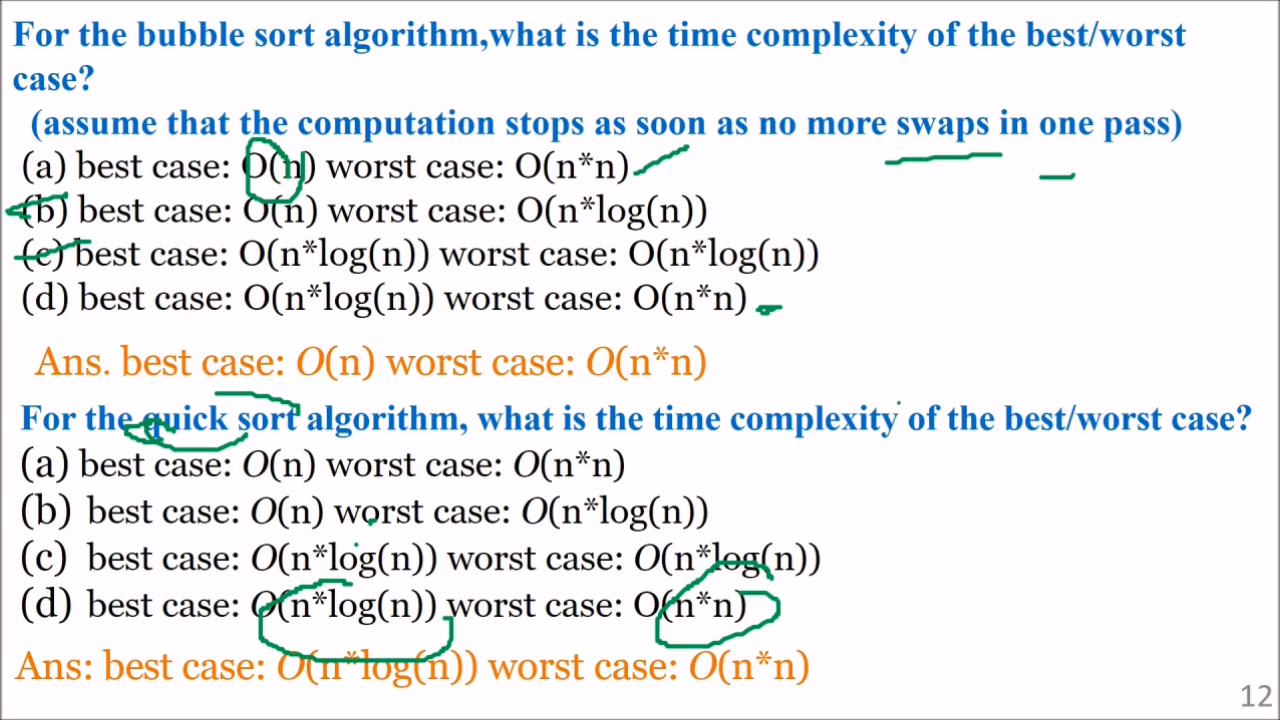 For the bubble sort algorithm,what is the time complexity of the best/worst
case?
(assume that the computation stops as soon as no more swaps in one pass)
(a) best case: O(n) worst case: O(n*n)
(b) best case: O(n) worst case: O(n*log(n))
(c) best case: O(n*log(n)) worst case: O(n*log(n))
(d) best case: O(n*log(n)) worst case: O(n*n)
Ans. best case: O(n) worst case: O(n*n)
For the quick sort algorithm, what is the time complexity of the best/worst case?
(a) best case: O(n) worst case: O(n*n)
(b) best case: O(n) worst case: O(n*log(n))
(c) best case: O(n*log(n)) worst case: O(n*log(n))
(d) best case: O(n*log(n)) worst case: O(n*n)
Ans: best case: O(n*log(n)) worst case: O(n*n)
12